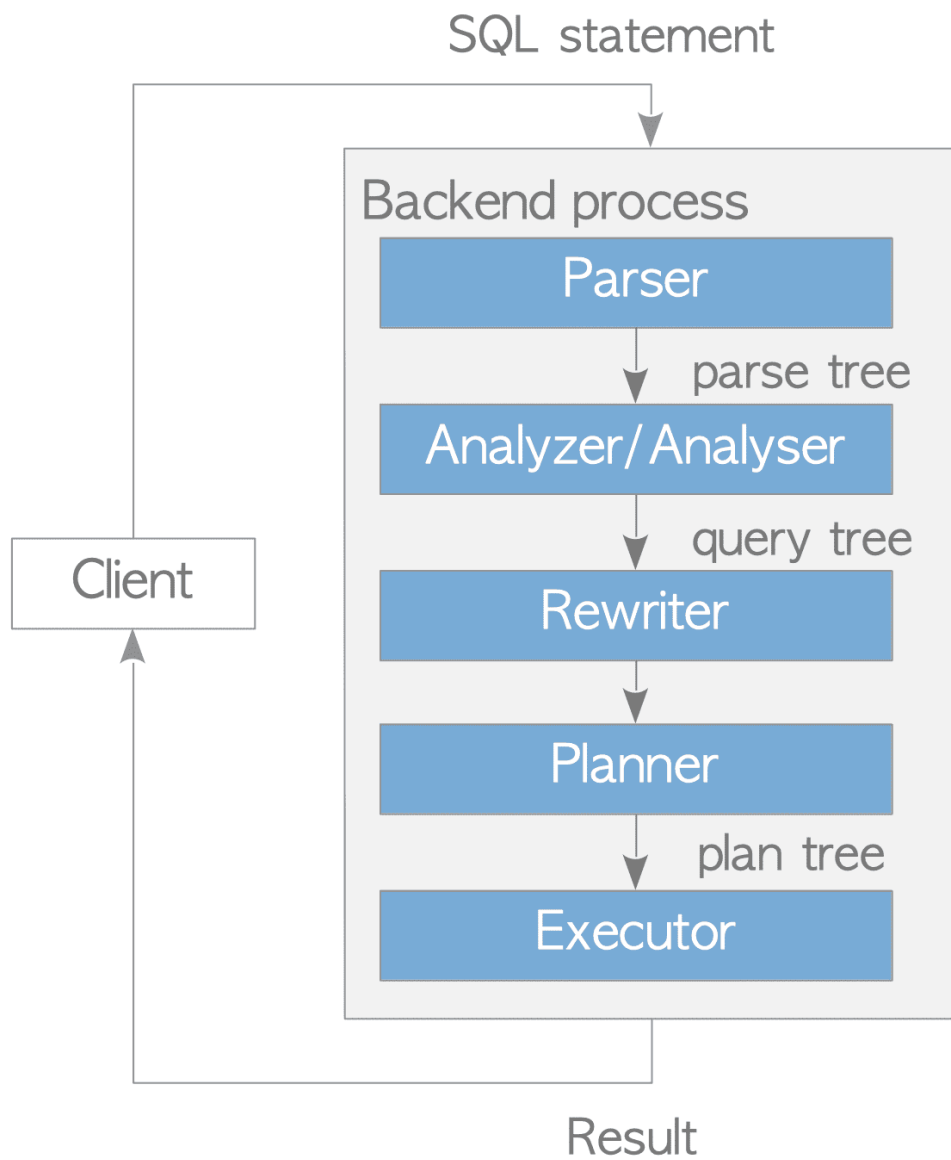 SQL statement
Backend process
Parser
parse tree
Analyzer/Analyser
query tree
Client
Rewriter
Planner
plan tree
Executor
Result